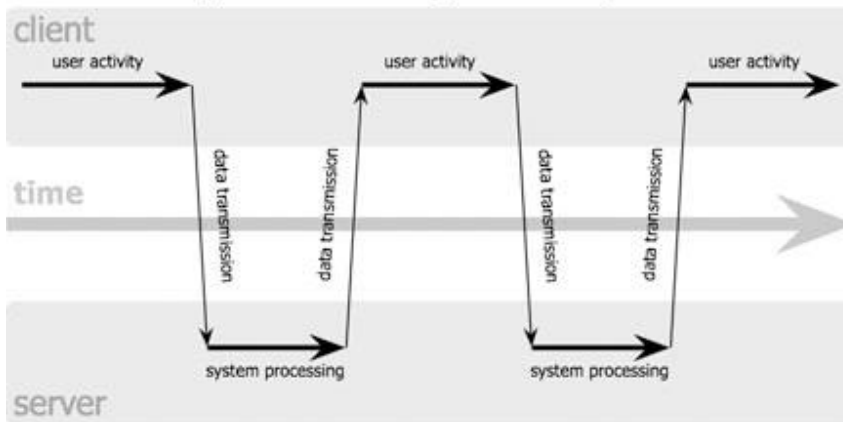 client
user activity
user activity
user activity
data transmission
data transmission
data transmission
data transmission
time
system processing
system processing
server